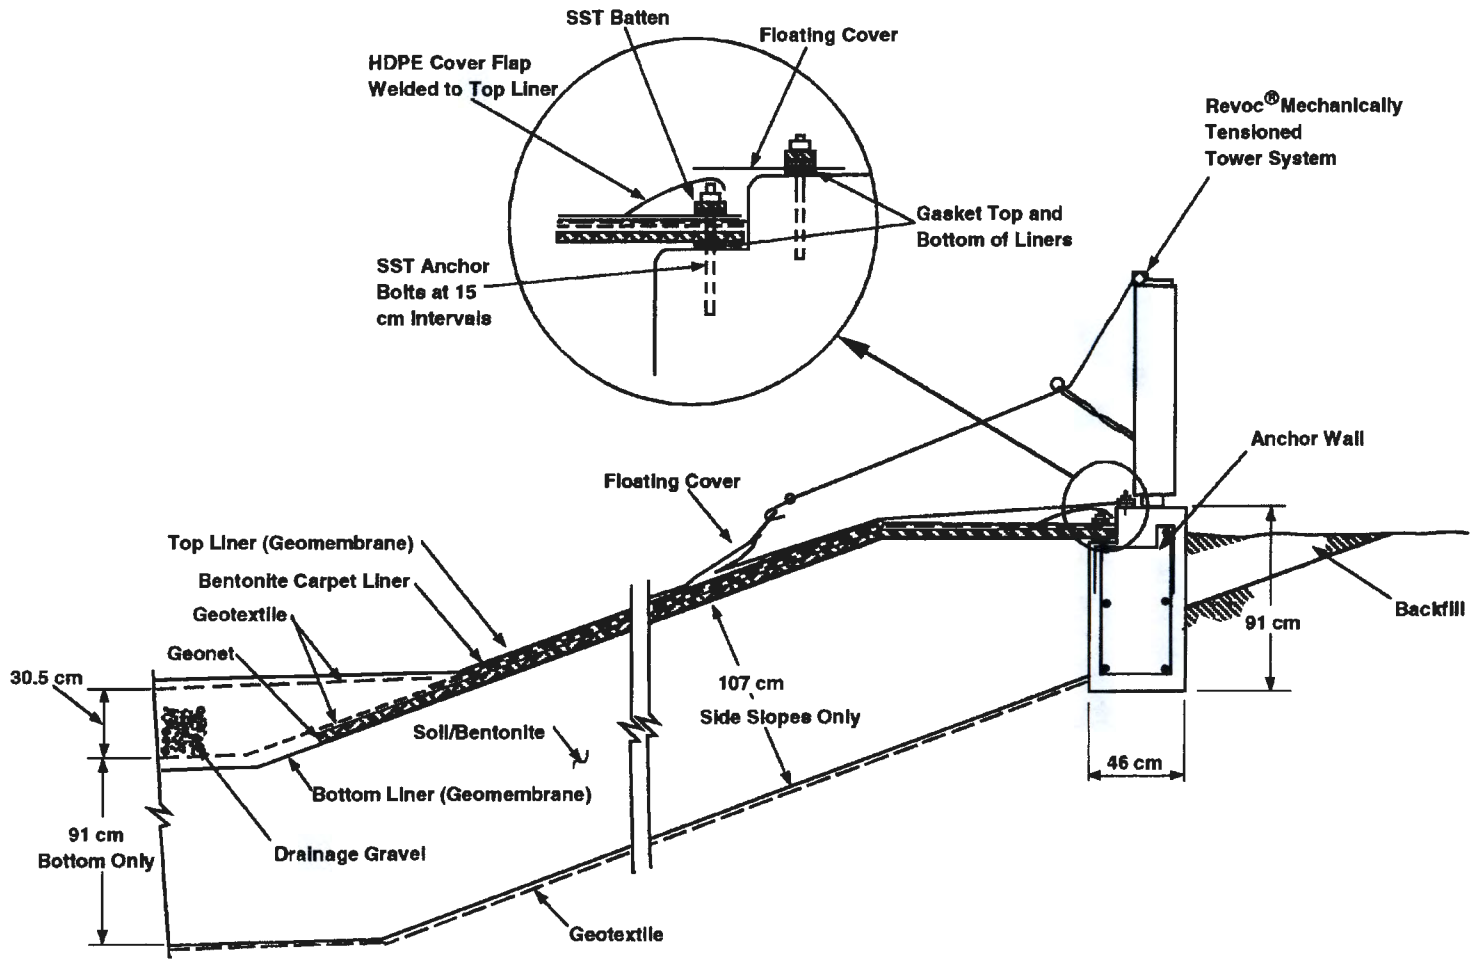 SST Batten
Floating Cover
HDPE Cover Flap
Welded to Top Liner
Revoc® Mechanically
Tensioned
Tower System
Gasket Top and
Bottom of Liners
SST Anchor
Bolts at 15
cm Intervals
Anchor Wall
Floating Cover
Top Liner (Geomembrane)
Bentonite Carpet Liner
Geotextile
Geonet
30.5 cm
107 cm
Side Slopes Only
Soil/Bentonite
91 cm
Backfill
46 cm
Bottom Liner (Geomembrane)
91 cm
Bottom Only
Drainage Gravel
Geotextile